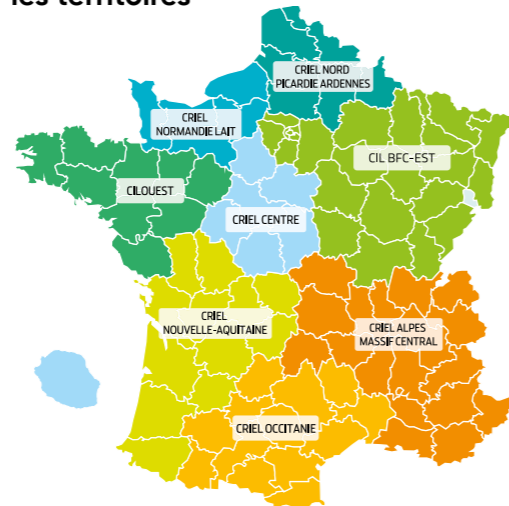 les territoires
CRIEL NORD
PICARDIE ARDENNES
CRIEL
NORMANDIE LAIT
CIL BFC-EST
CILOUEST
CRIEL CENTRE
CRIEL
NOUVELLE-AQUITAINE
CRIEL ALPES
MASSIF CENTRAL
CRIEL OCCITANIE